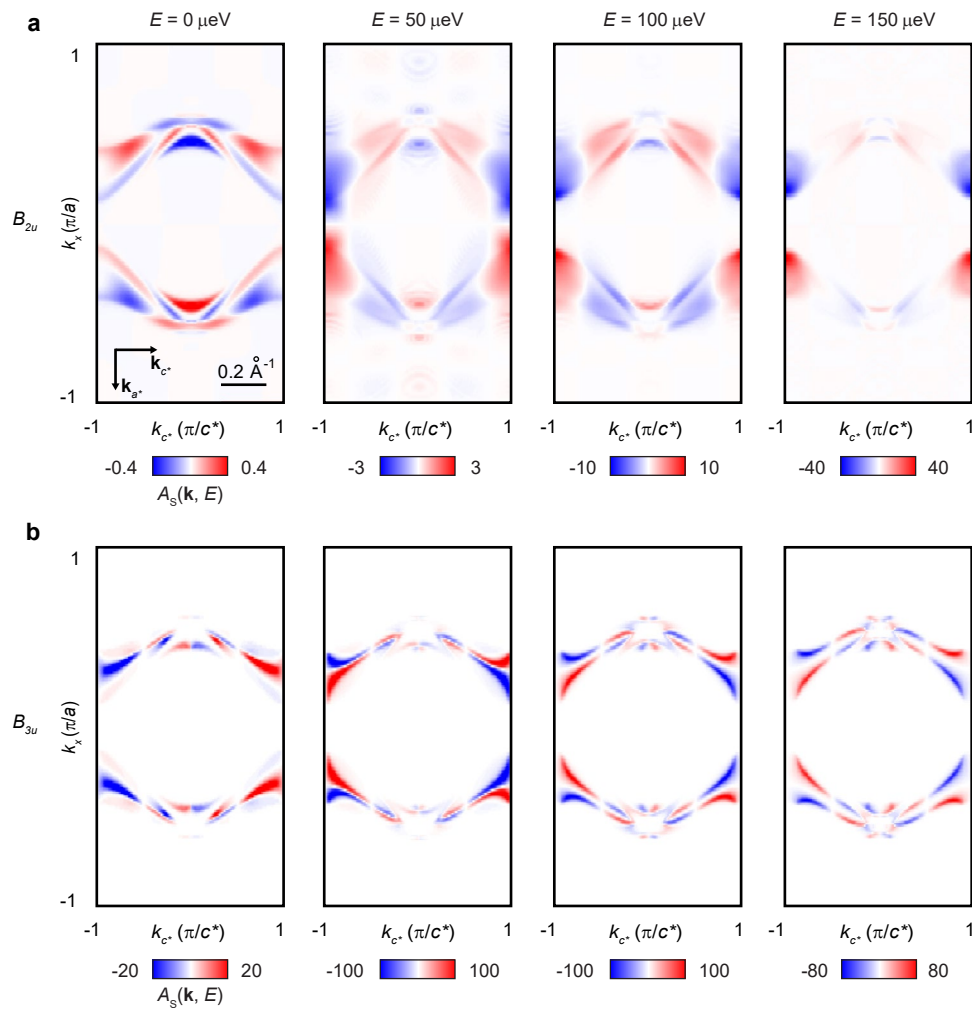 a
E = 0 μeV
E = 50 μeV
E = 100 μeV
E = 150 μeV
1
B2u
kx (π/a)
kc*
ka*
0.2 Å-1
-1
-1 kc* (π/c*) 1
-1 kc* (π/c*) 1
-1 kc* (π/c*) 1
-1 kc* (π/c*) 1
-0.4 0.4
-3 3
-10 10
-40 40
AS(k, E)
b
1
B3u
kx (π/a)
-1
-1 kc* (π/c*) 1
-1 kc* (π/c*) 1
-1 kc* (π/c*) 1
-1 kc* (π/c*) 1
-20 20
-100 100
-100 100
-80 80
AS(k, E)